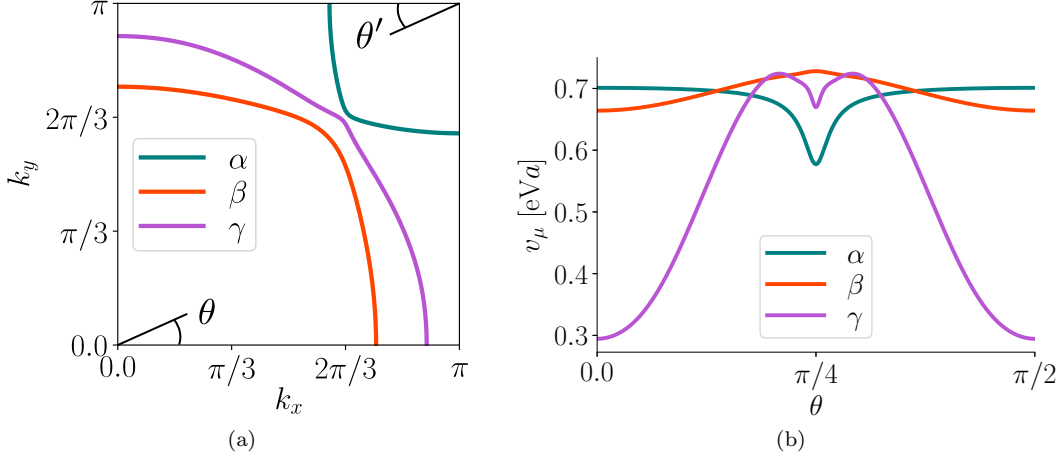 π
2π/3
π/3
0.0
k_y
0.0
π/3
2π/3
π
k_x
α
β
γ
θ
θ′
(a)
0.7
0.6
0.5
0.4
0.3
v_μ [eVa]
0.0
π/4
π/2
θ
α
β
γ
(b)